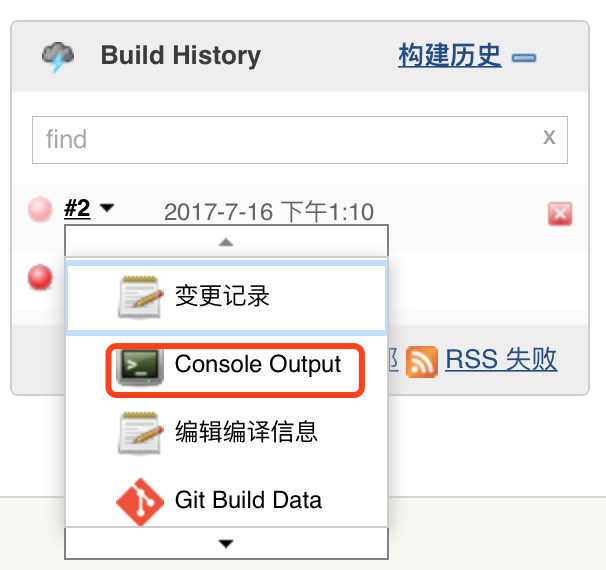 Build History 构建历史
find x
#2 2017-7-16 下午1:10
变更记录
Console Output
RSS 失败
编辑编译信息
Git Build Data